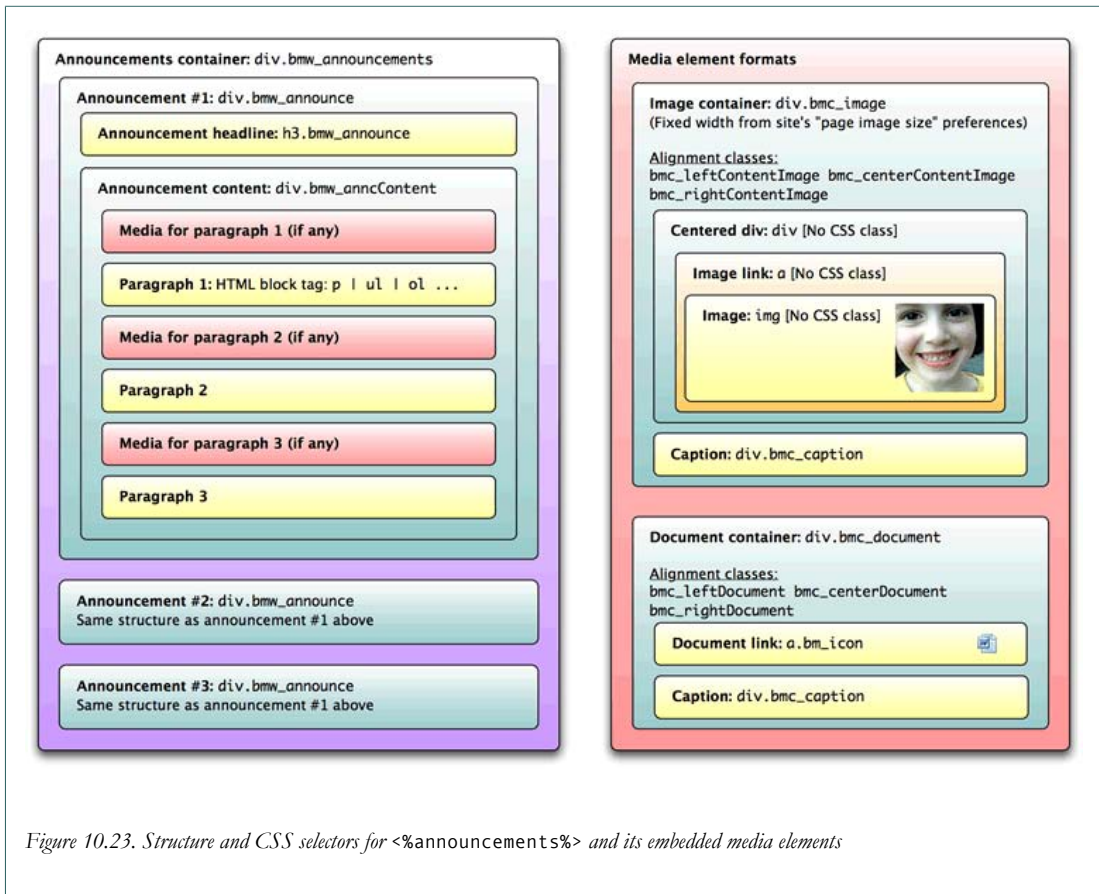 Announcements container: div.bmw_announcements
Announcement #1: div.bmw_announce
Announcement headline: h3.bmw_announce
Announcement content: div.bmw_anncContent
Media for paragraph 1 (if any)
Paragraph 1: HTML block tag: p | ul | ol ...
Media for paragraph 2 (if any)
Paragraph 2
Media for paragraph 3 (if any)
Paragraph 3
Announcement #2: div.bmw_announce
Same structure as announcement #1 above
Announcement #3: div.bmw_announce
Same structure as announcement #1 above
Media element formats
Image container: div.bmc_image
(Fixed width from site's "page image size" preferences)
Alignment classes:
bmc_leftContentImage bmc_centerContentImage
bmc_rightContentImage
Centered div: div [No CSS class]
Image link: a [No CSS class]
Image: img [No CSS class]
Caption: div.bmc_caption
Document container: div.bmc_document
Alignment classes:
bmc_leftDocument bmc_centerDocument
bmc_rightDocument
Document link: a.bm_icon
Caption: div.bmc_caption
Figure 10.23. Structure and CSS selectors for <%announcements%> and its embedded media elements